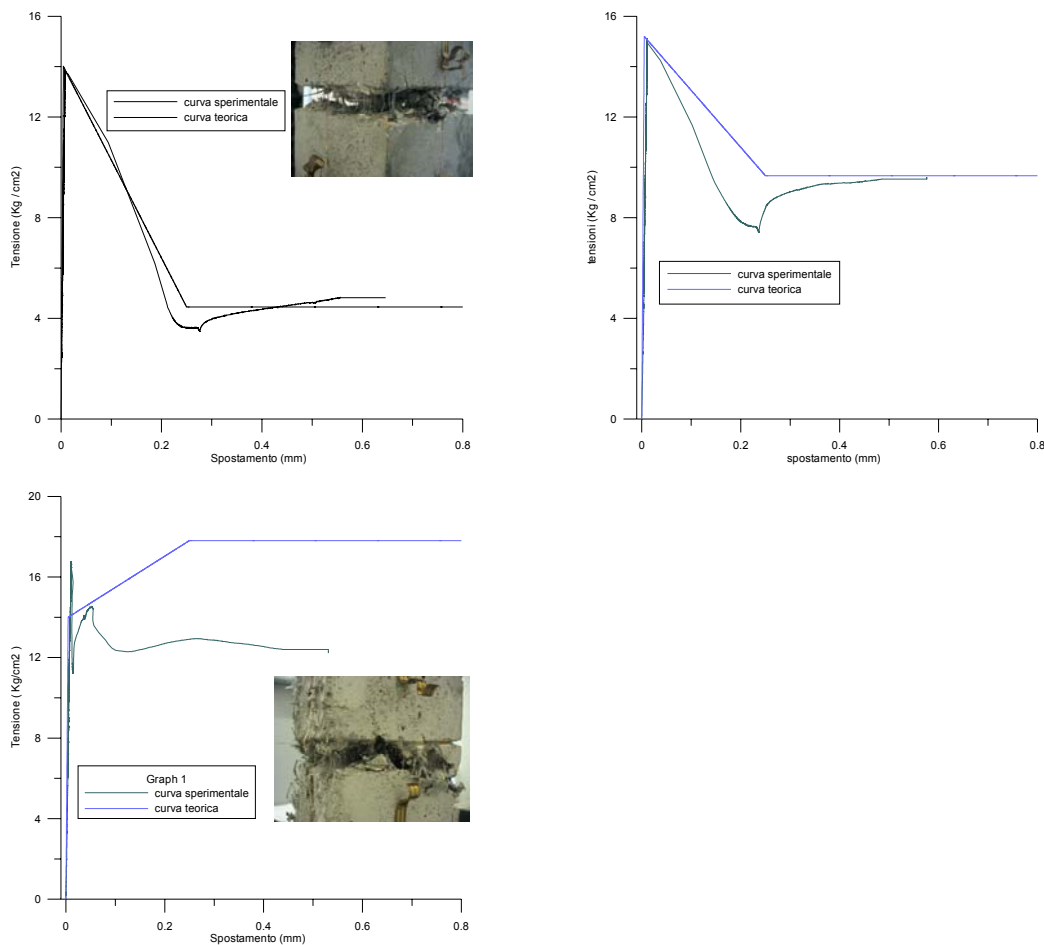 16
12
8
4
0
Tensione (Kg / cm2)
curva sperimentale
curva teorica
0 0.2 0.4 0.6 0.8
Spostamento (mm)
16
12
8
4
0
tensioni (Kg / cm2)
curva sperimentale
curva teorica
0 0.2 0.4 0.6 0.8
spostamento (mm)
20
16
12
8
4
0
Tensione ( Kg/cm2 )
Graph 1
curva sperimentale
curva teorica
0 0.2 0.4 0.6 0.8
Spostamento (mm)